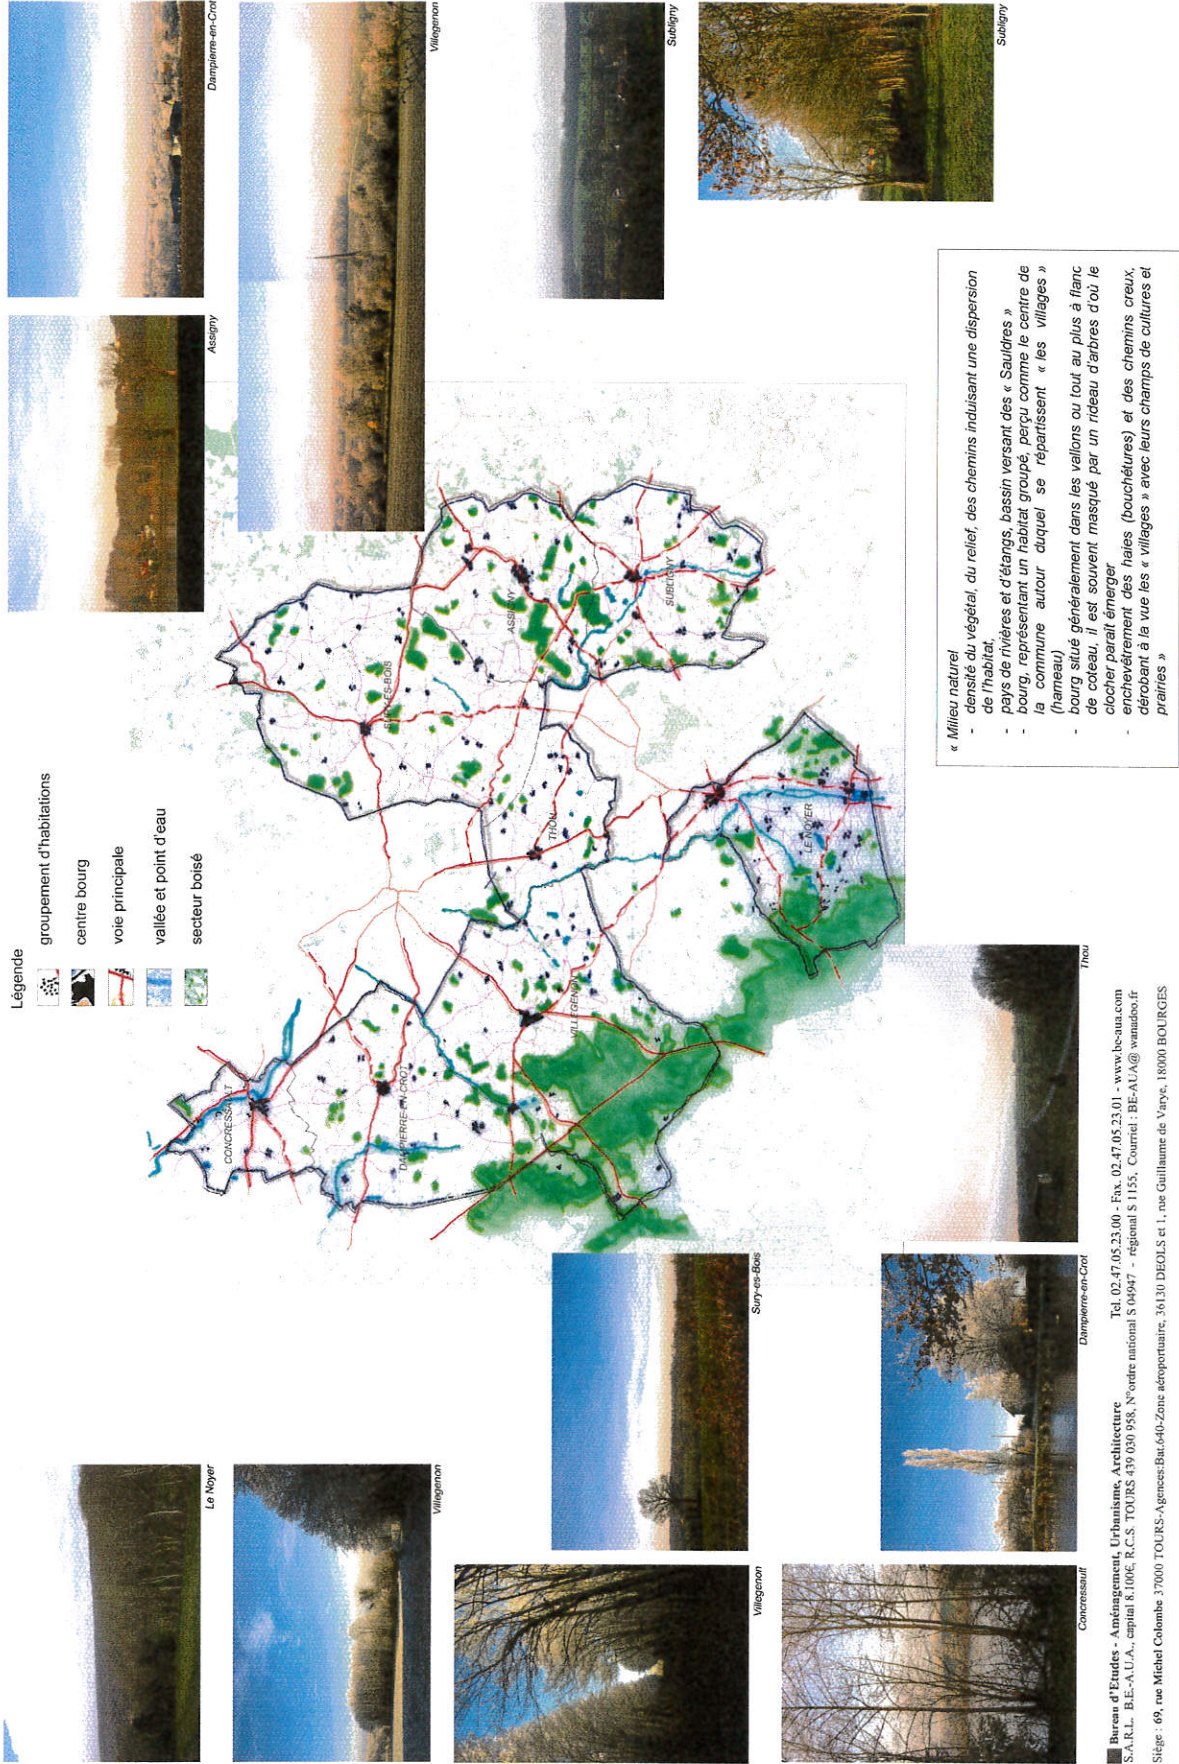 Le Noyer
Villegenon
Villegenon
Concressault
Sury-es-Bois
Dampierre-en-Crot
Thou
Légende
groupement d'habitations
centre bourg
voie principale
vallée et point d'eau
secteur boisé
CONCRESSAULT
DAMPIERRE-EN-CROT
VILLEGENON
THOU
LE NOYER
SURY-ES-BOIS
ASSIGNY
SUBLIGNY
Assigny
Dampierre-en-Crot
Villegenon
Subligny
Subligny
« Milieu naturel
- densité du végétal, du relief, des chemins induisant une dispersion
de l'habitat,
- pays de rivières et d'étangs, bassin versant des « Sauldres »
- bourg, représentant un habitat groupé, perçu comme le centre de
la commune autour duquel se répartissent « les villages »
(hameau)
- bourg situé généralement dans les vallons ou tout au plus à flanc
de coteau, il est souvent masqué par un rideau d'arbres d'où le
clocher paraît émerger
- enchevêtrement des haies (bouchétures) et des chemins creux,
dérobant à la vue les « villages » avec leurs champs de cultures et
prairies »
Bureau d'Etudes - Aménagement, Urbanisme, Architecture Tel. 02.47.05.23.00 - Fax. 02.47.05.23.01 - www.be-aua.com
S.A.R.L. B.E.-A.U.A., capital 8.100€, R.C.S. TOURS 439 030 958, N°ordre national S 04947 - régional S 1155, Courriel : BE-AUA@ wanadoo.fr
Siège : 69, rue Michel Colombe 37000 TOURS-Agences:Bat.640-Zone aéroportuaire, 36130 DEOLS et 1, rue Guillaume de Varye, 18000 BOURGES